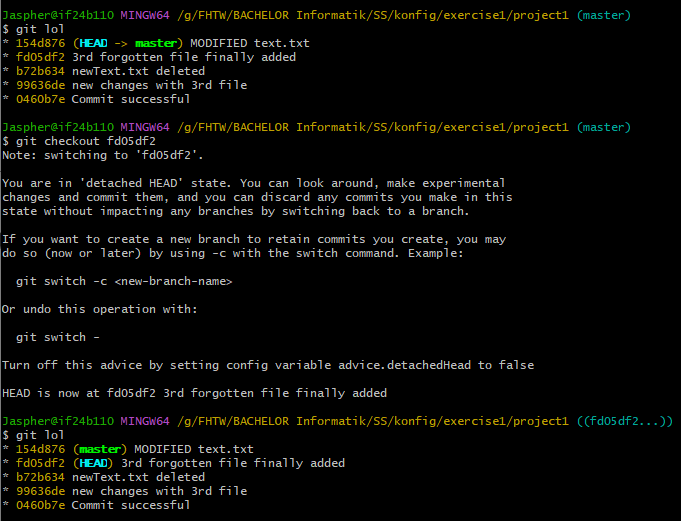 Jaspher@if24b110 MINGW64 /g/FHTW/BACHELOR Informatik/SS/konfig/exercise1/project1 (master)
$ git lol
* 154d876 (HEAD -> master) MODIFIED text.txt
* fd05df2 3rd forgotten file finally added
* b72b634 newText.txt deleted
* 99636de new changes with 3rd file
* 0460b7e Commit successful
Jaspher@if24b110 MINGW64 /g/FHTW/BACHELOR Informatik/SS/konfig/exercise1/project1 (master)
$ git checkout fd05df2
Note: switching to 'fd05df2'.
You are in 'detached HEAD' state. You can look around, make experimental
changes and commit them, and you can discard any commits you make in this
state without impacting any branches by switching back to a branch.
If you want to create a new branch to retain commits you create, you may
do so (now or later) by using -c with the switch command. Example:
git switch -c <new-branch-name>
Or undo this operation with:
git switch -
Turn off this advice by setting config variable advice.detachedHead to false
HEAD is now at fd05df2 3rd forgotten file finally added
Jaspher@if24b110 MINGW64 /g/FHTW/BACHELOR Informatik/SS/konfig/exercise1/project1 ((fd05df2...))
$ git lol
* 154d876 (master) MODIFIED text.txt
* fd05df2 (HEAD) 3rd forgotten file finally added
* b72b634 newText.txt deleted
* 99636de new changes with 3rd file
* 0460b7e Commit successful